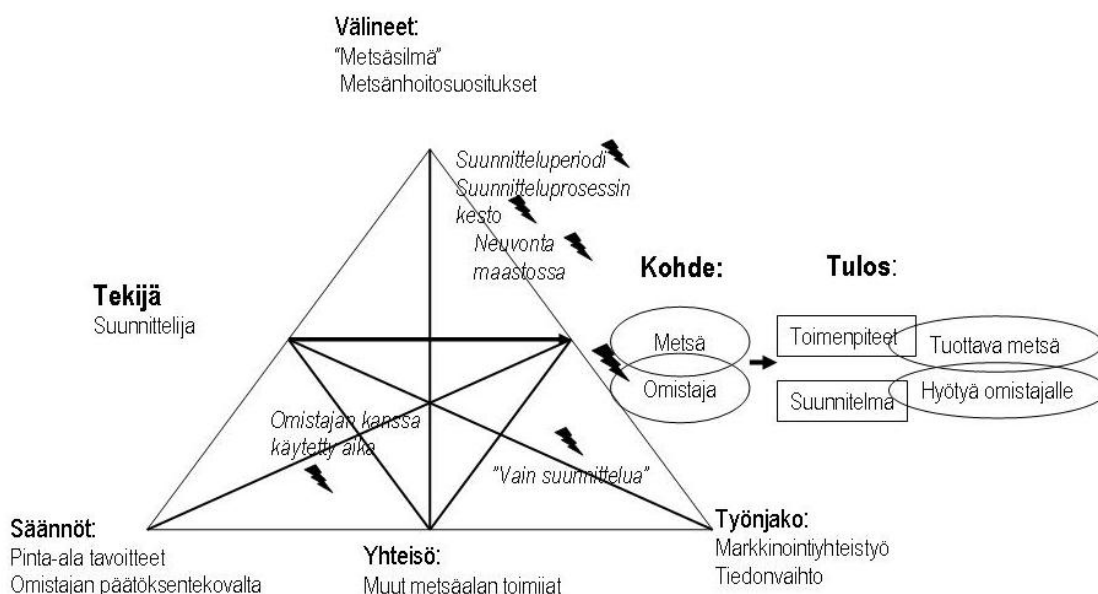 Välineet:
"Metsäsilmä"
Metsänhoitosuositukset
Suunnitteluperiodi
Suunnitteluprosessin
kesto
Neuvonta
maastossa
Tekijä
Suunnittelija
Kohde:
Metsä
Omistaja
Tulos:
Toimenpiteet
Tuottava metsä
Suunnitelma
Hyötyä omistajalle
Omistajan kanssa
käytetty aika
"Vain suunnittelua"
Säännöt:
Pinta-ala tavoitteet
Omistajan päätöksentekovalta
Yhteisö:
Muut metsäalan toimijat
Työnjako:
Markkinointiyhteistyö
Tiedonvaihto